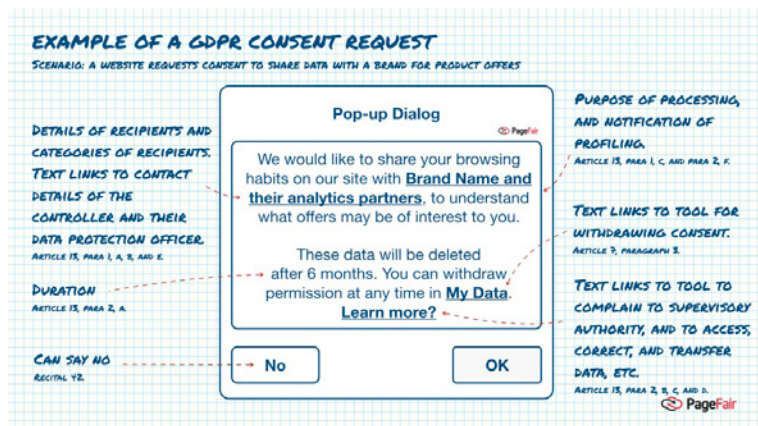 EXAMPLE OF A GDPR CONSENT REQUEST
SCENARIO: A WEBSITE REQUESTS CONSENT TO SHARE DATA WITH A BRAND FOR PRODUCT OFFERS
DETAILS OF RECIPIENTS AND
CATEGORIES OF RECIPIENTS.
TEXT LINKS TO CONTACT
DETAILS OF THE
CONTROLLER AND THEIR
DATA PROTECTION OFFICER.
ARTICLE 13, PARA 1, A, B, AND E.
DURATION
ARTICLE 13, PARA 2, A.
CAN SAY NO
RECITAL 42.
Pop-up Dialog
PageFair
We would like to share your browsing
habits on our site with Brand Name and
their analytics partners, to understand
what offers may be of interest to you.
These data will be deleted
after 6 months. You can withdraw
permission at any time in My Data.
Learn more?
No
OK
PURPOSE OF PROCESSING,
AND NOTIFICATION OF
PROFILING.
ARTICLE 13, PARA 1, C, AND PARA 2, F.
TEXT LINKS TO TOOL FOR
WITHDRAWING CONSENT.
ARTICLE 7, PARAGRAPH 3.
TEXT LINKS TO TOOL TO
COMPLAIN TO SUPERVISORY
AUTHORITY, AND TO ACCESS,
CORRECT, AND TRANSFER
DATA, ETC.
ARTICLE 13, PARA 2, B, C, AND D.
PageFair